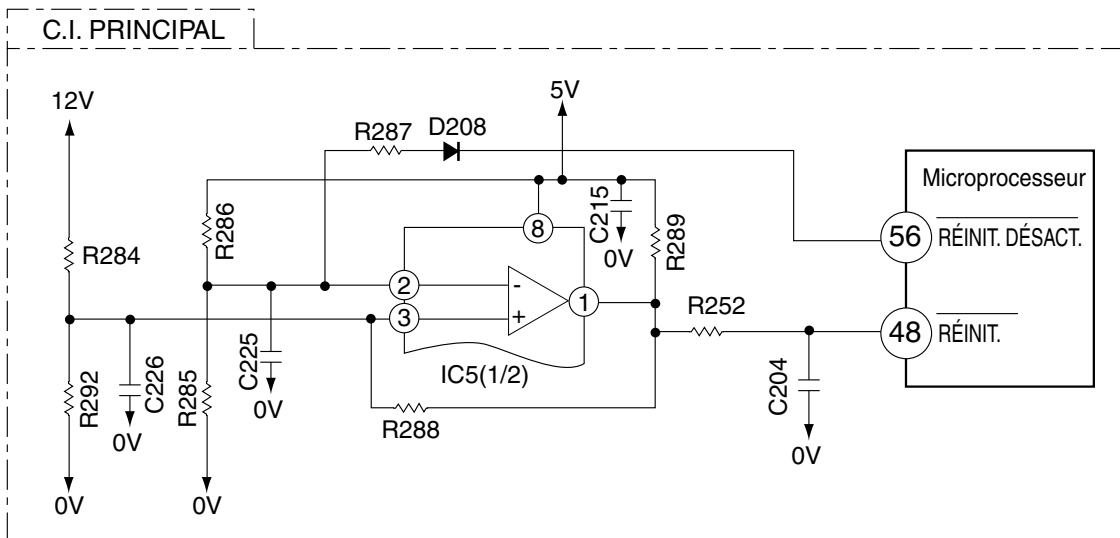 C.I. PRINCIPAL
12V
5V
R287
D208
Microprocesseur
R286
8
C215
R289
56
RÉINIT. DÉSACT.
0V
R284
2
-
1
R252
3
+
48
RÉINIT.
R292
C226
R285
C225
IC5(1/2)
C204
0V
0V
R288
0V
0V
0V